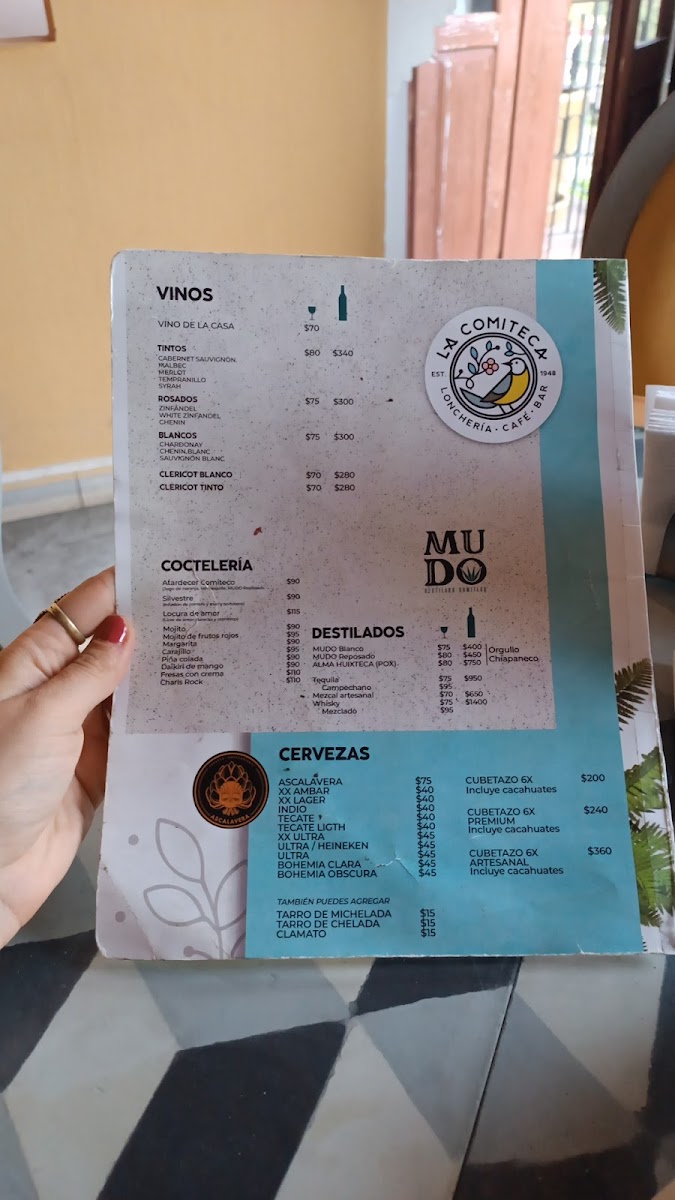 VINOS
VINO DE LA CASA $70
TINTOS $80 $340
CABERNET SAUVIGNON,
MALBEC
MERLOT
TEMPRANILLO
SYRAH
ROSADOS $75 $300
ZINFANDEL
WHITE ZINFANDEL
CHENIN
BLANCOS $75 $300
CHARDONAY
CHENIN BLANC
SAUVIGNON BLANC
CLERICOT BLANCO $70 $280
CLERICOT TINTO $70 $280
LA COMITECA
EST. 1948
LONCHERÍA · CAFÉ · BAR
COCTELERÍA
Atardecer Comiteco $90
Silvestre $90
Locura de amor $115
Mojito $90
Mojito de frutos rojos $95
Margarita $90
Carajillo $95
Piña colada $90
Daikiri de mango $90
Fresas con crema $110
Charis Rock $110
MUDO
DESTILADO COMITECO
DESTILADOS
MUDO Blanco $75 $400
MUDO Reposado $80 $450
ALMA HUIXTECA (POX) $80 $750
Orgullo
Chiapaneco
Tequila $75 $950
Campechano $95
Mezcal artesanal $70 $650
Whisky $75 $1400
Mezclado $95
ASCALAVERA
CERVEZAS
ASCALAVERA $75
XX AMBAR $40
XX LAGER $40
INDIO $40
TECATE $40
TECATE LIGTH $40
XX ULTRA $45
ULTRA / HEINEKEN $45
ULTRA $45
BOHEMIA CLARA $45
BOHEMIA OBSCURA $45
CUBETAZO 6X $200
Incluye cacahuates
CUBETAZO 6X $240
PREMIUM
Incluye cacahuates
CUBETAZO 6X $360
ARTESANAL
Incluye cacahuates
TAMBIÉN PUEDES AGREGAR
TARRO DE MICHELADA $15
TARRO DE CHELADA $15
CLAMATO $15